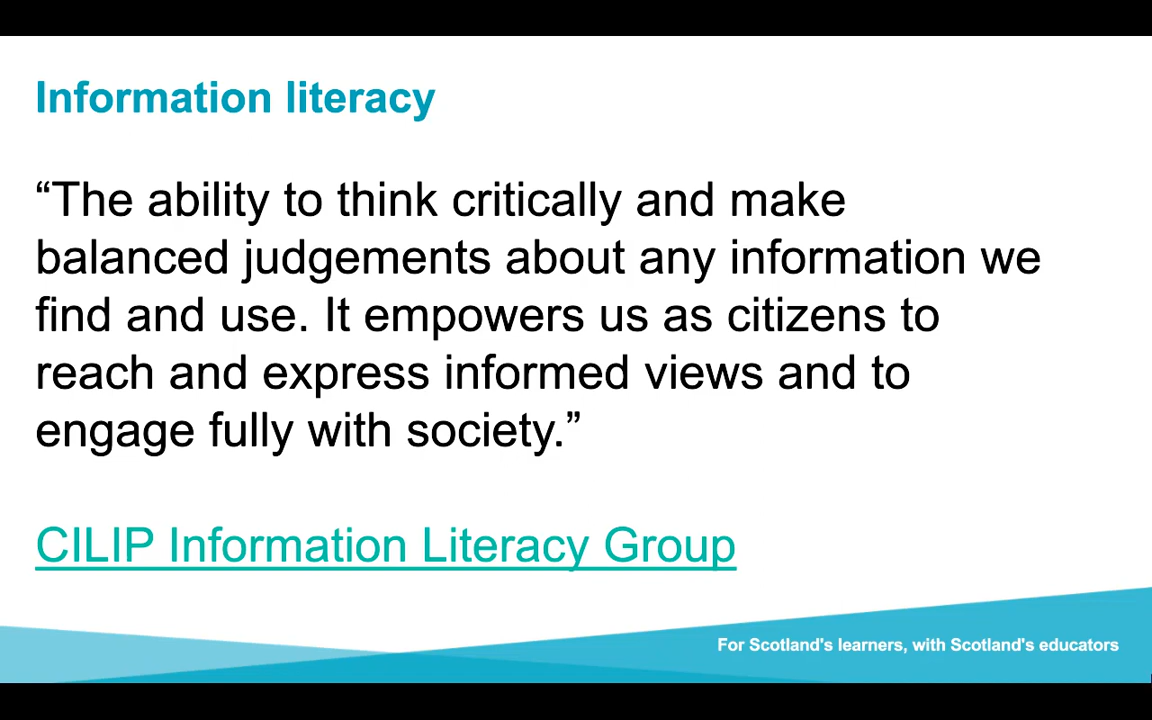 Information literacy
“The ability to think critically and make
balanced judgements about any information we
find and use. It empowers us as citizens to
reach and express informed views and to
engage fully with society.”
CILIP Information Literacy Group
For Scotland's learners, with Scotland's educators